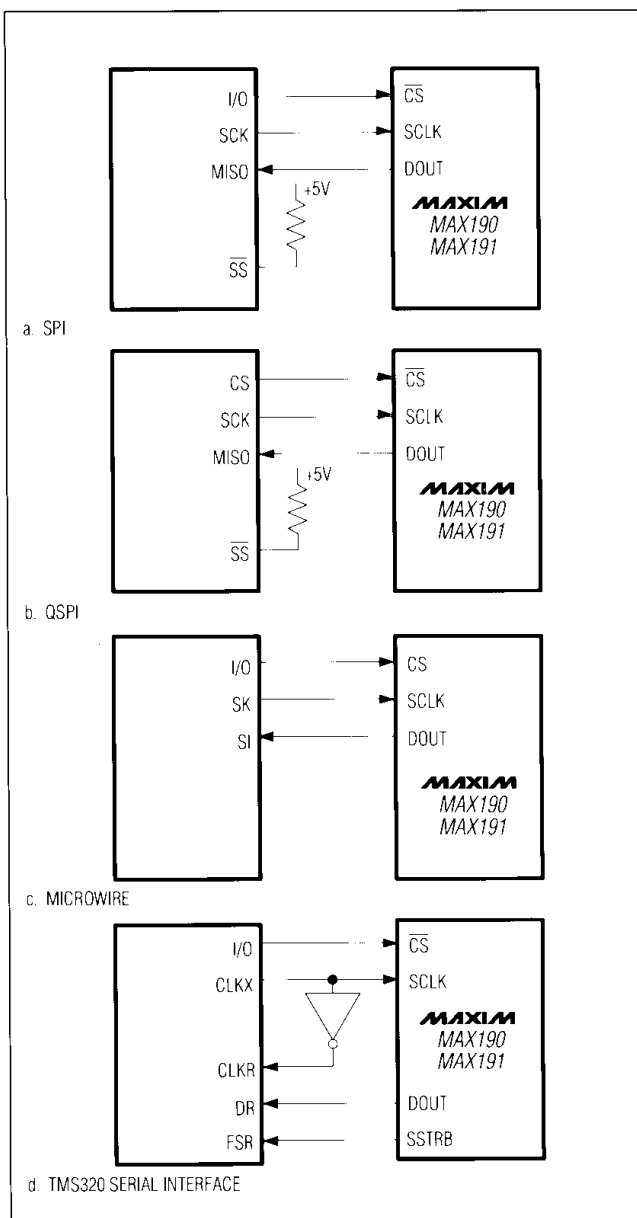 I/O
CS
SCK
SCLK
MISO
DOUT
+5V
MAXIM
MAX190
MAX191
SS
a. SPI
CS
CS
SCK
SCLK
MISO
DOUT
+5V
MAXIM
MAX190
MAX191
SS
b. QSPI
I/O
CS
SK
SCLK
SI
DOUT
MAXIM
MAX190
MAX191
c. MICROWIRE
I/O
CS
CLKX
SCLK
MAXIM
MAX190
MAX191
CLKR
DR
DOUT
FSR
SSTRB
d. TMS320 SERIAL INTERFACE